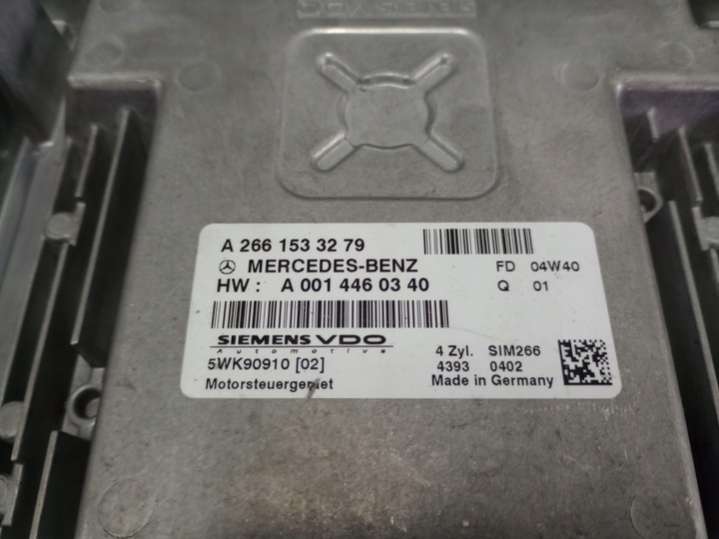 A 266 153 32 79
MERCEDES-BENZ FD 04W40
HW : A 001 446 03 40 Q 01
SIEMENS VDO
Automotive 4 Zyl. SIM266
5WK90910 [02] 4393 0402
Motorsteuergeraet Made in Germany